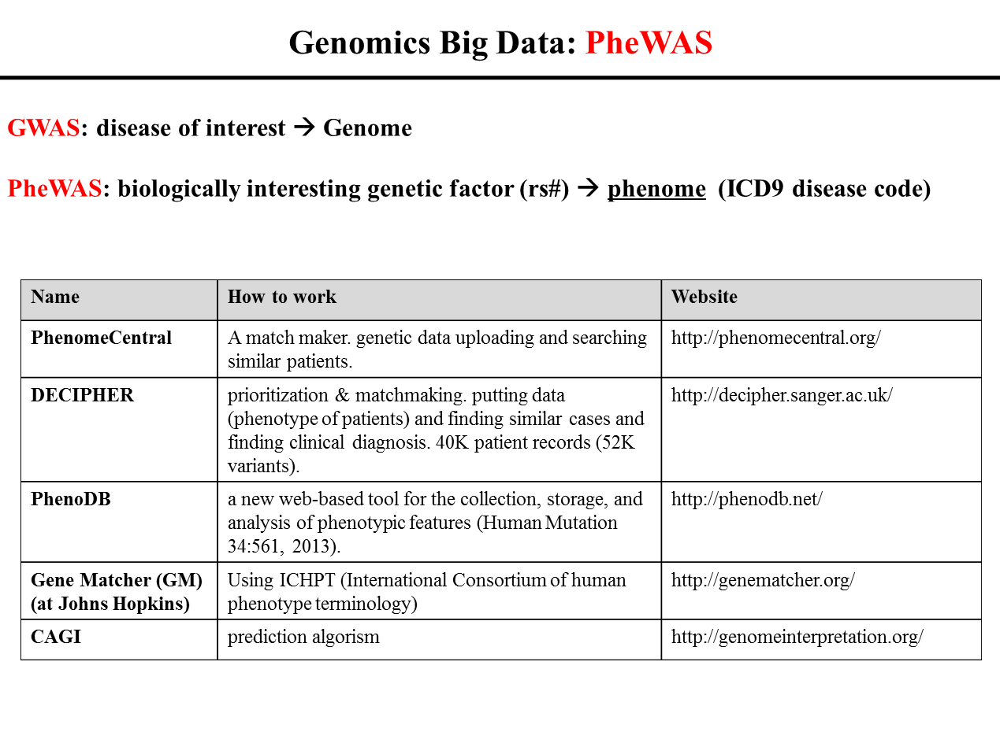 Genomics Big Data: PheWAS
GWAS: disease of interest → Genome
PheWAS: biologically interesting genetic factor (rs#) → phenome (ICD9 disease code)
Name
How to work
Website
PhenomeCentral
A match maker. genetic data uploading and searching
similar patients.
http://phenomecentral.org/
DECIPHER
prioritization & matchmaking. putting data
(phenotype of patients) and finding similar cases and
finding clinical diagnosis. 40K patient records (52K
variants).
http://decipher.sanger.ac.uk/
PhenoDB
a new web-based tool for the collection, storage, and
analysis of phenotypic features (Human Mutation
34:561, 2013).
http://phenodb.net/
Gene Matcher (GM)
(at Johns Hopkins)
Using ICHPT (International Consortium of human
phenotype terminology)
http://genematcher.org/
CAGI
prediction algorism
http://genomeinterpretation.org/